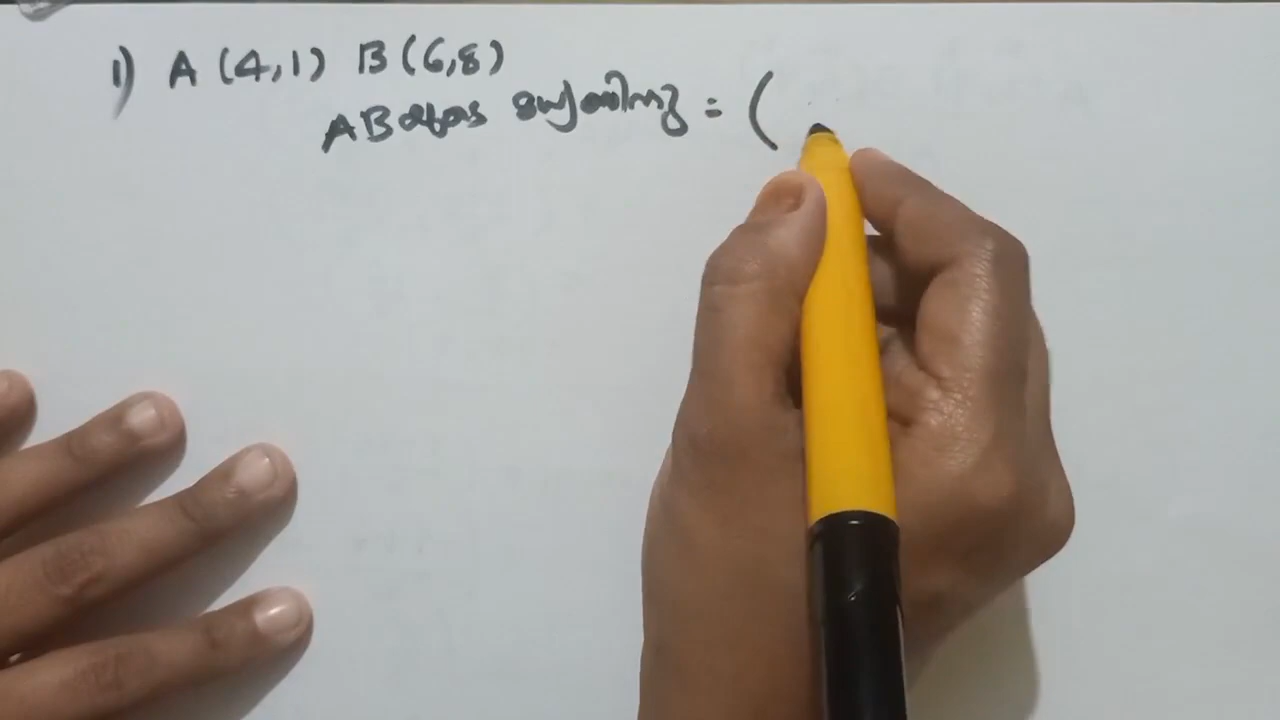 1) A (4,1) B (6,8)
ABയുടെ മധ്യബിന്ദു = (